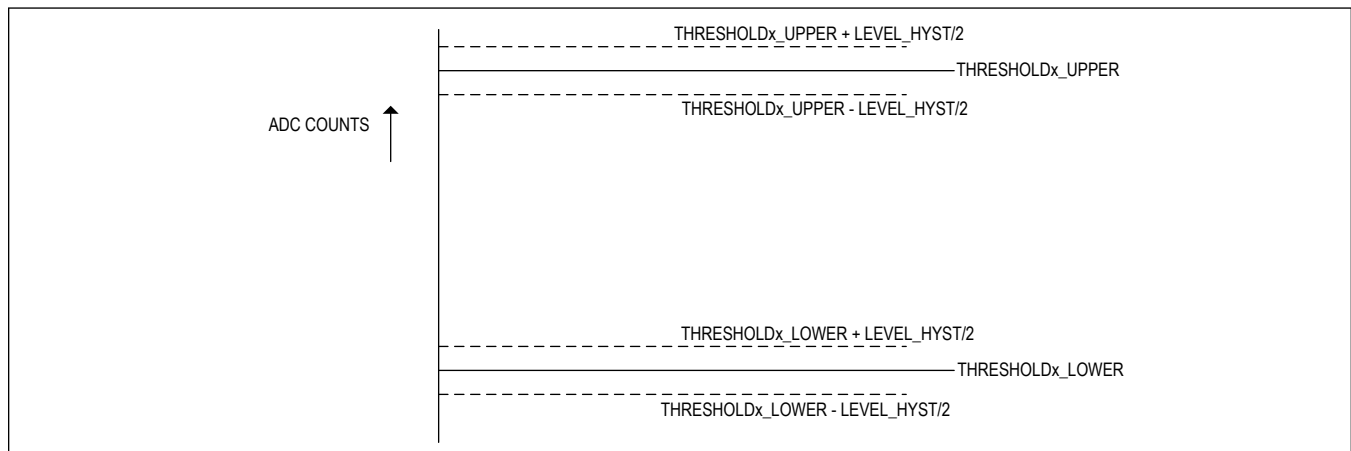 THRESHOLDx_UPPER + LEVEL_HYST/2
THRESHOLDx_UPPER
THRESHOLDx_UPPER - LEVEL_HYST/2
ADC COUNTS
THRESHOLDx_LOWER + LEVEL_HYST/2
THRESHOLDx_LOWER
THRESHOLDx_LOWER - LEVEL_HYST/2